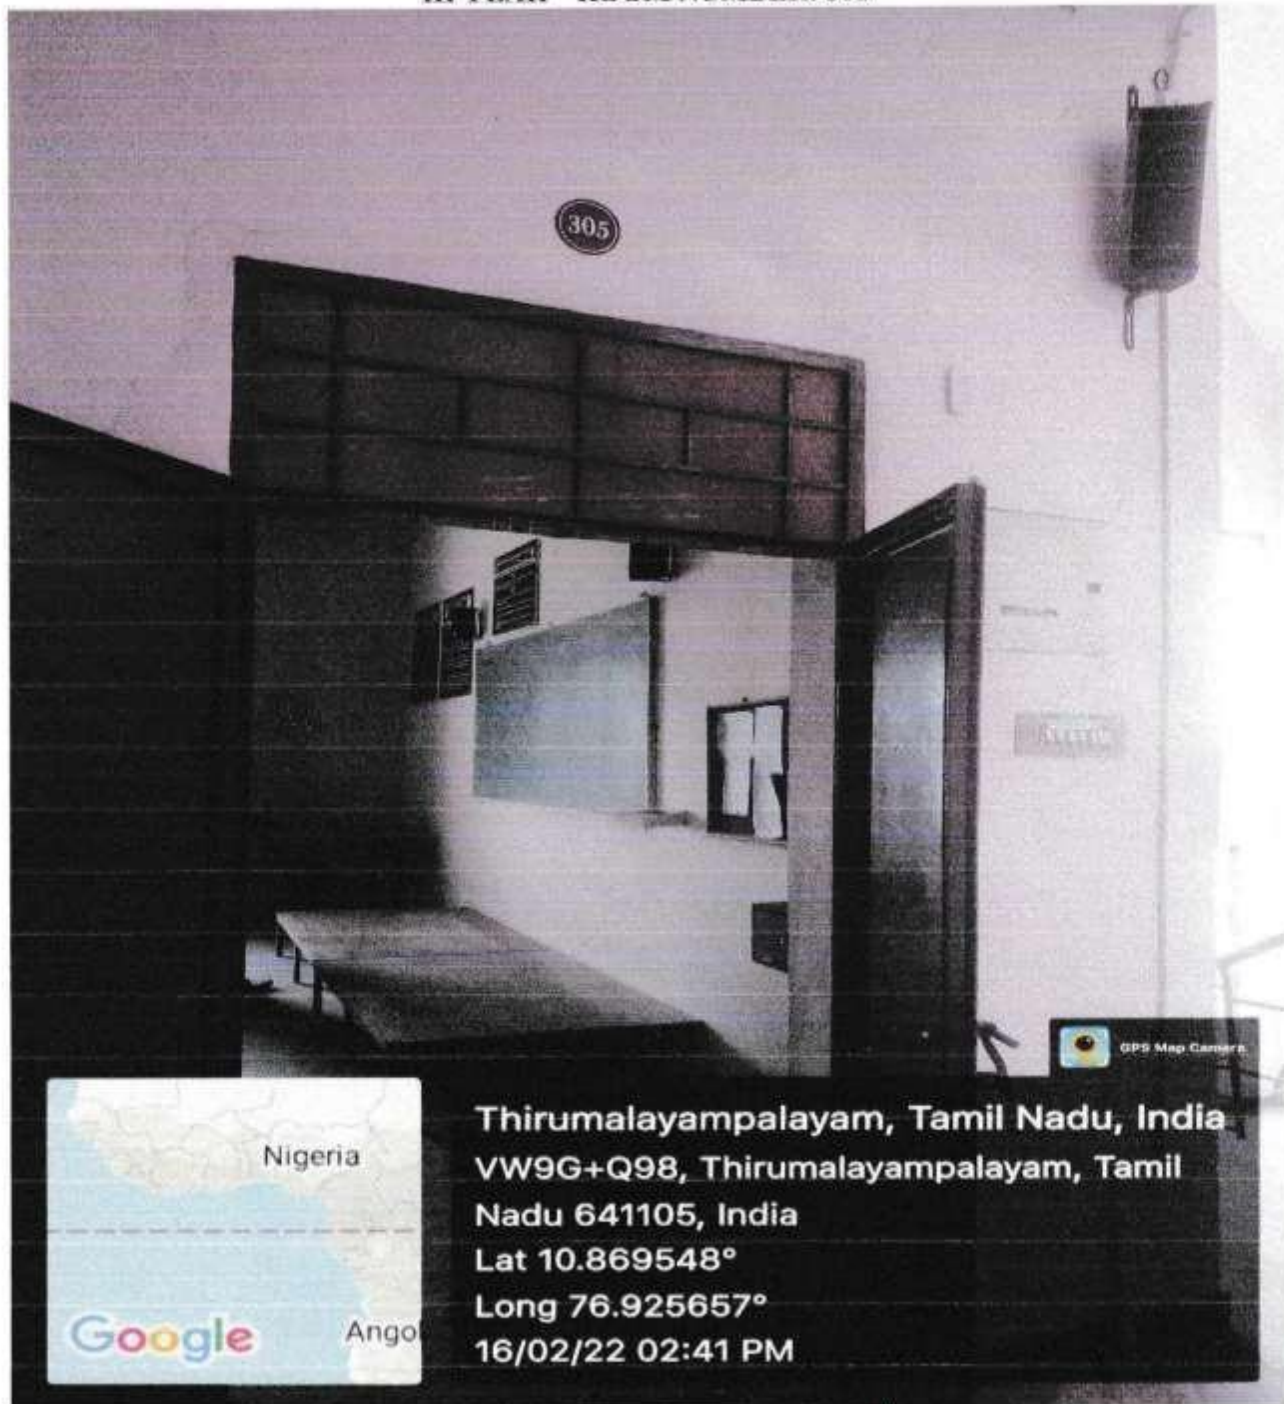 305
GPS Map Camera
Nigeria
Ango
Google
Thirumalayampalayam, Tamil Nadu, India
VW9G+Q98, Thirumalayampalayam, Tamil
Nadu 641105, India
Lat 10.869548°
Long 76.925657°
16/02/22 02:41 PM